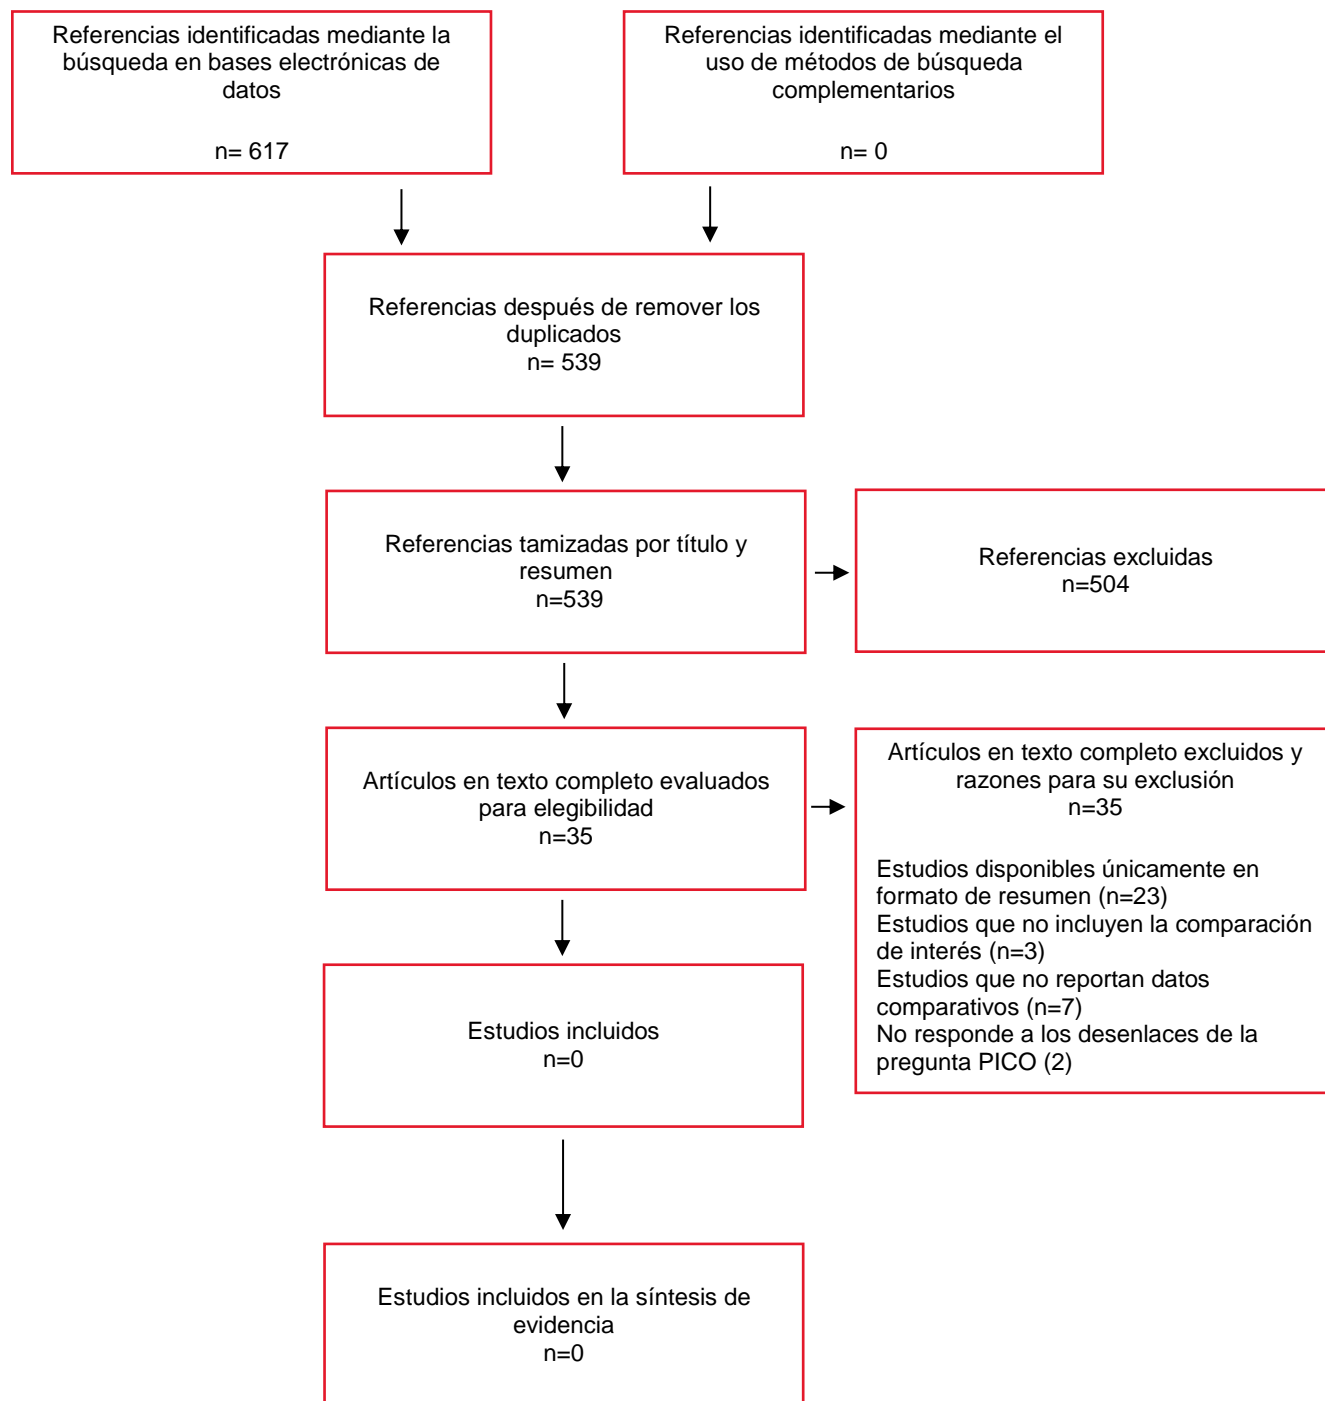 Referencias identificadas mediante la
búsqueda en bases electrónicas de
datos
n= 617
Referencias identificadas mediante el
uso de métodos de búsqueda
complementarios
n= 0
Referencias después de remover los
duplicados
n= 539
Referencias tamizadas por título y
resumen
n=539
Referencias excluidas
n=504
Artículos en texto completo evaluados
para elegibilidad
n=35
Artículos en texto completo excluidos y
razones para su exclusión
n=35
Estudios disponibles únicamente en
formato de resumen (n=23)
Estudios que no incluyen la comparación
de interés (n=3)
Estudios que no reportan datos
comparativos (n=7)
No responde a los desenlaces de la
pregunta PICO (2)
Estudios incluidos
n=0
Estudios incluidos en la síntesis de
evidencia
n=0